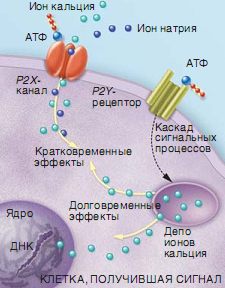 Ион кальция
Ион натрия
АТФ
АТФ
P2X-
канал
P2Y-
рецептор
Каскад
сигнальных
процессов
Кратковременные
эффекты
Долговременные
эффекты
Ядро
Депо
ионов
кальция
ДНК
КЛЕТКА, ПОЛУЧИВШАЯ СИГНАЛ